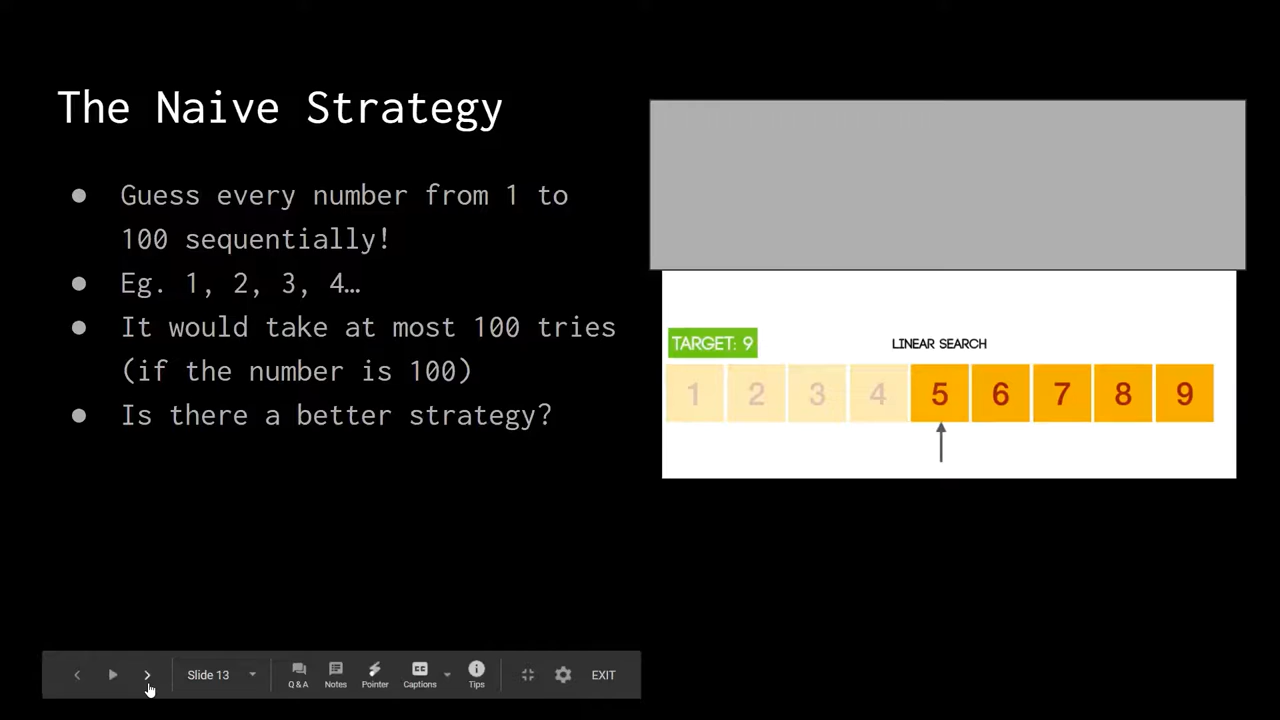 The Naive Strategy
● Guess every number from 1 to
100 sequentially!
● Eg. 1, 2, 3, 4…
● It would take at most 100 tries
(if the number is 100)
● Is there a better strategy?
TARGET: 9
LINEAR SEARCH
1 2 3 4 5 6 7 8 9
Slide 13
Q & A Notes Pointer Captions Tips
EXIT